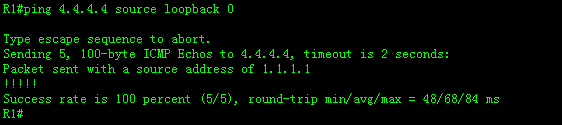 R1#ping 4.4.4.4 source loopback 0
Type escape sequence to abort.
Sending 5, 100-byte ICMP Echos to 4.4.4.4, timeout is 2 seconds:
Packet sent with a source address of 1.1.1.1
!!!!!
Success rate is 100 percent (5/5), round-trip min/avg/max = 48/68/84 ms
R1#